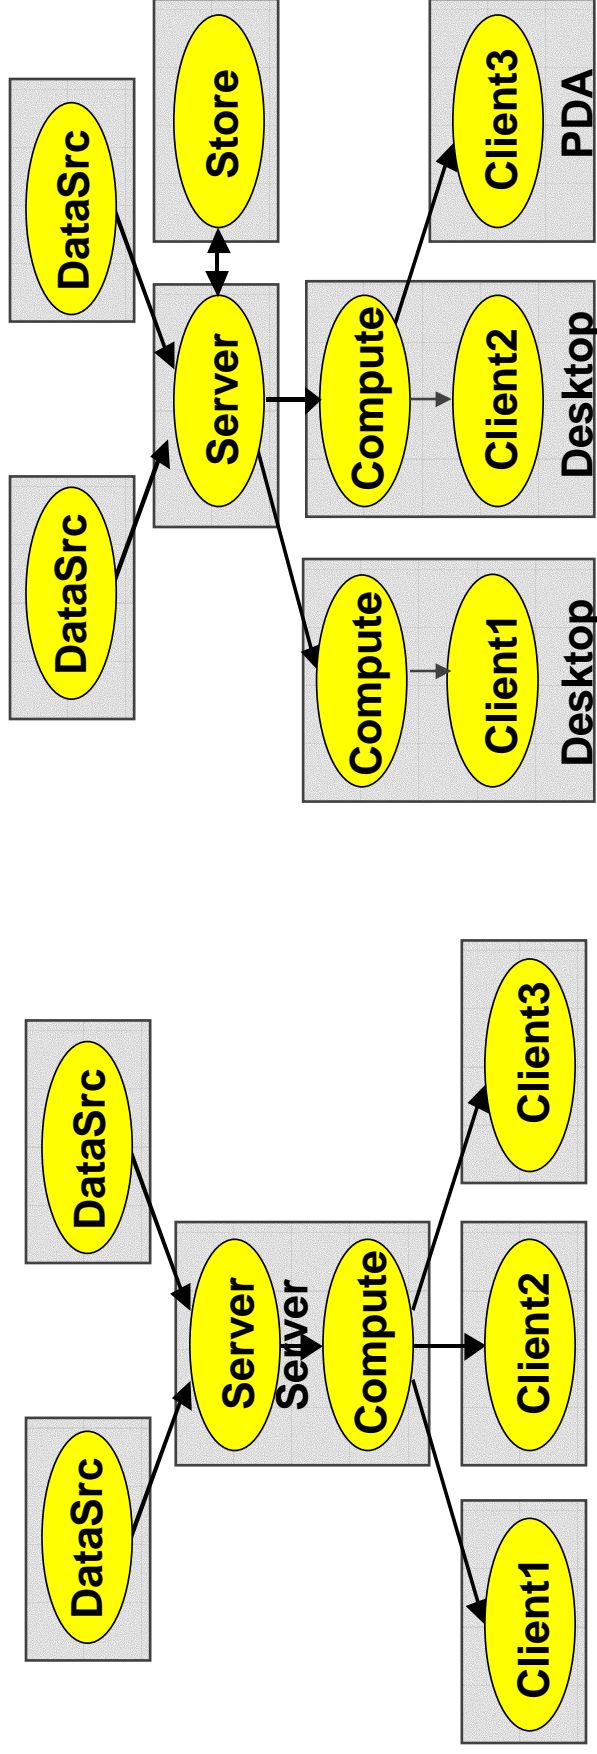 DataSrc
DataSrc
Server
Server
Compute
Client1
Client2
Client3
DataSrc
DataSrc
Server
Store
Compute
Compute
Client1
Client2
Client3
Desktop
Desktop
PDA